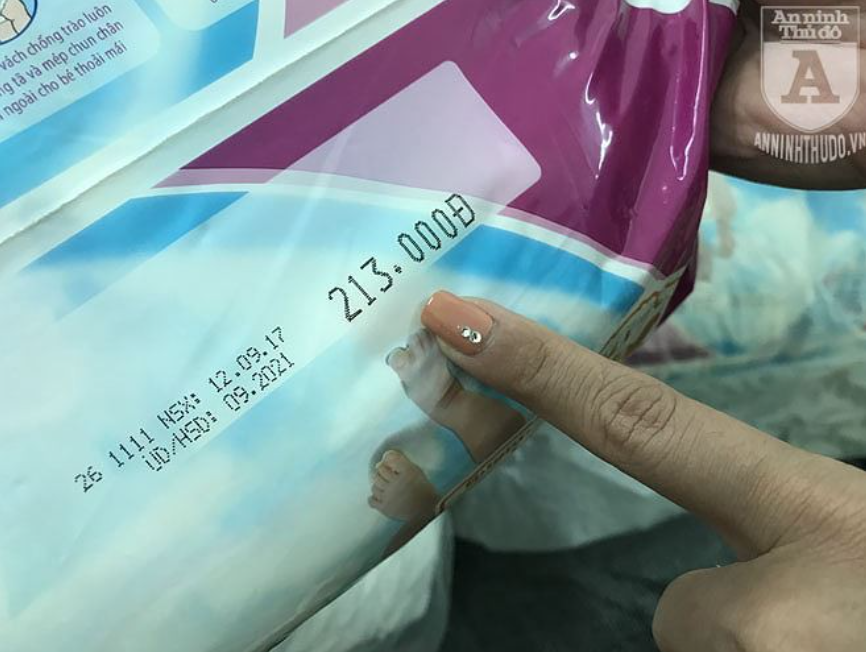 vách chống trào luôn
tã và mép chun chân
ngoài cho bé thoải mái
An ninh
Thủ đô
A
ANNINHTHUDO.VN
213.000Đ
26 1111 NSX: 12.09.17
UD/HSD: 09.2021